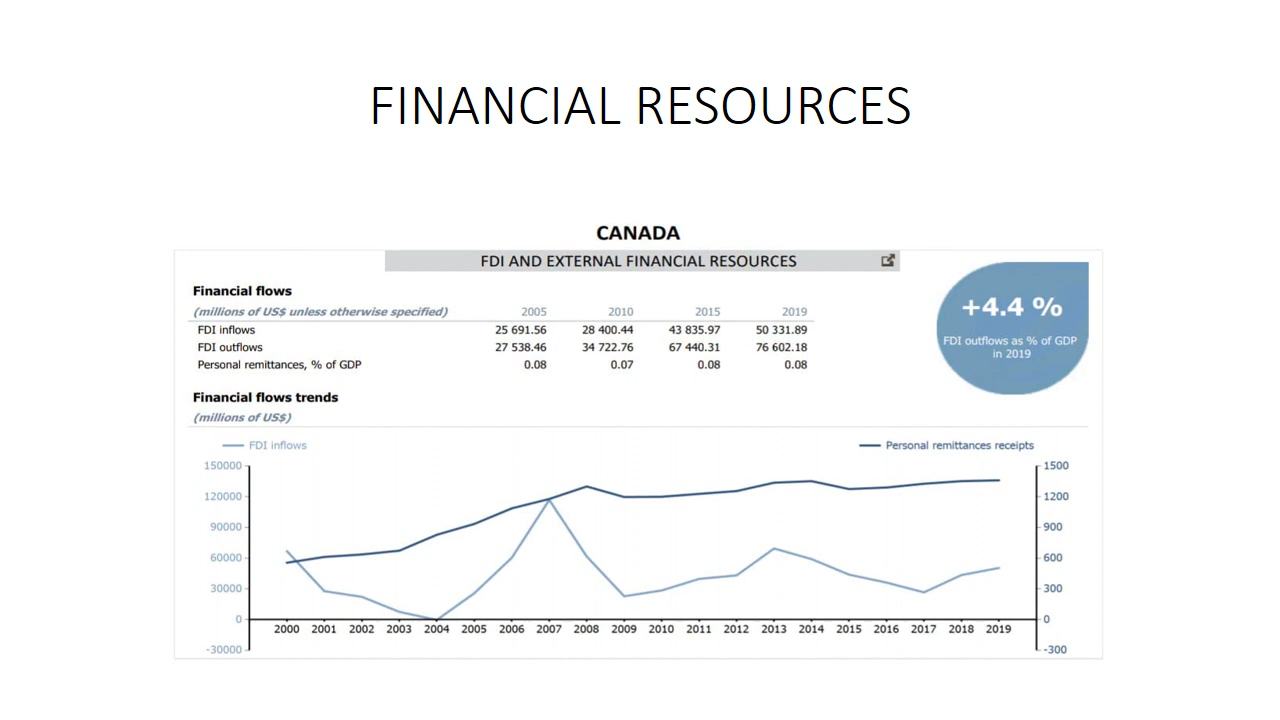 FINANCIAL RESOURCES
CANADA
FDI AND EXTERNAL FINANCIAL RESOURCES
Financial flows
(millions of US$ unless otherwise specified) 2005 2010 2015 2019
FDI inflows 25 691.56 28 400.44 43 835.97 50 331.89
FDI outflows 27 538.46 34 722.76 67 440.31 76 602.18
Personal remittances, % of GDP 0.08 0.07 0.08 0.08
+4.4 %
FDI outflows as % of GDP
in 2019
Financial flows trends
(millions of US$)
FDI inflows Personal remittances receipts
150000 1500
120000 1200
90000 900
60000 600
30000 300
0 0
2000 2001 2002 2003 2004 2005 2006 2007 2008 2009 2010 2011 2012 2013 2014 2015 2016 2017 2018 2019
-30000 -300